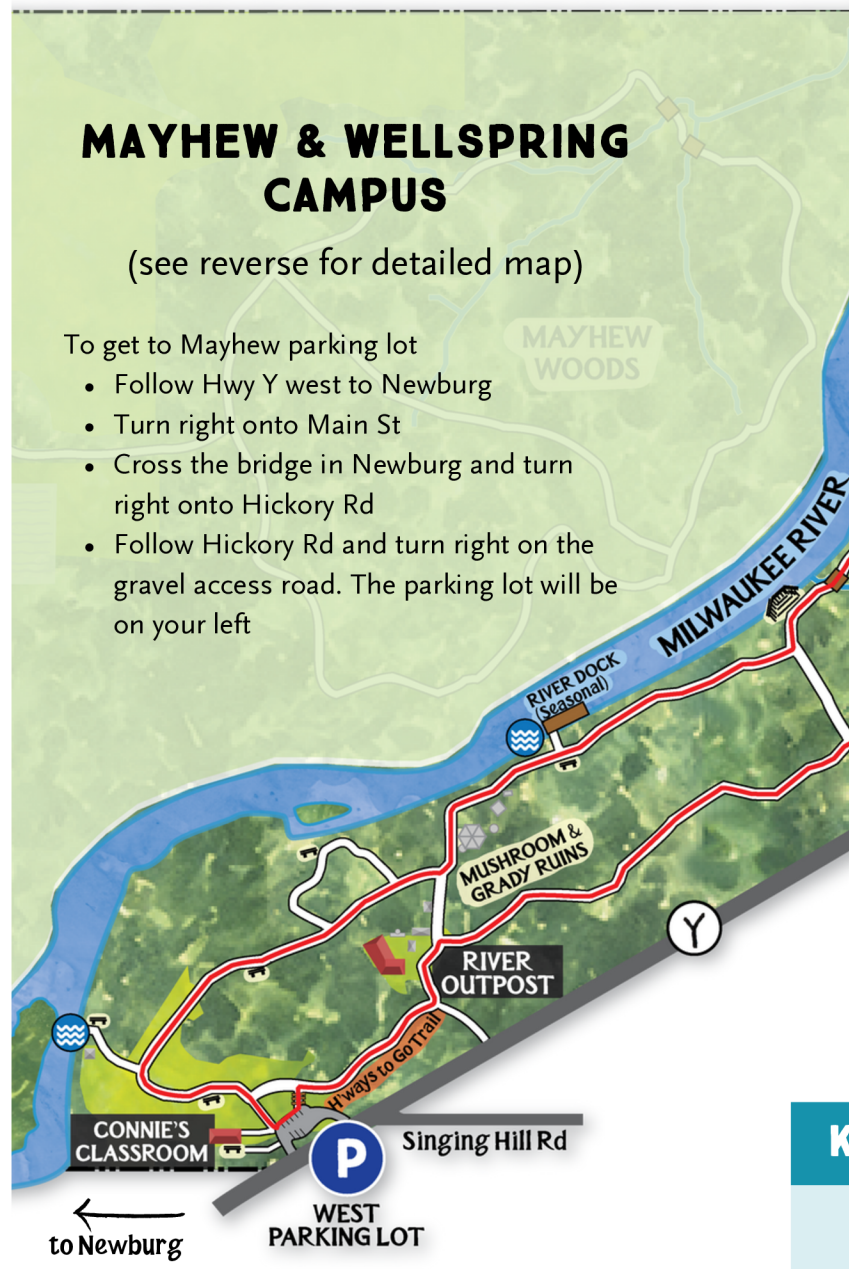 MAYHEW & WELLSPRING
CAMPUS
(see reverse for detailed map)
To get to Mayhew parking lot
• Follow Hwy Y west to Newburg
• Turn right onto Main St
• Cross the bridge in Newburg and turn
right onto Hickory Rd
• Follow Hickory Rd and turn right on the
gravel access road. The parking lot will be
on your left
MAYHEW
WOODS
MILWAUKEE RIVER
RIVER DOCK
(Seasonal)
MUSHROOM &
GRADY RUINS
Y
RIVER
OUTPOST
H'ways to Go Trail
CONNIE'S
CLASSROOM
Singing Hill Rd
P
WEST
PARKING LOT
to Newburg
K